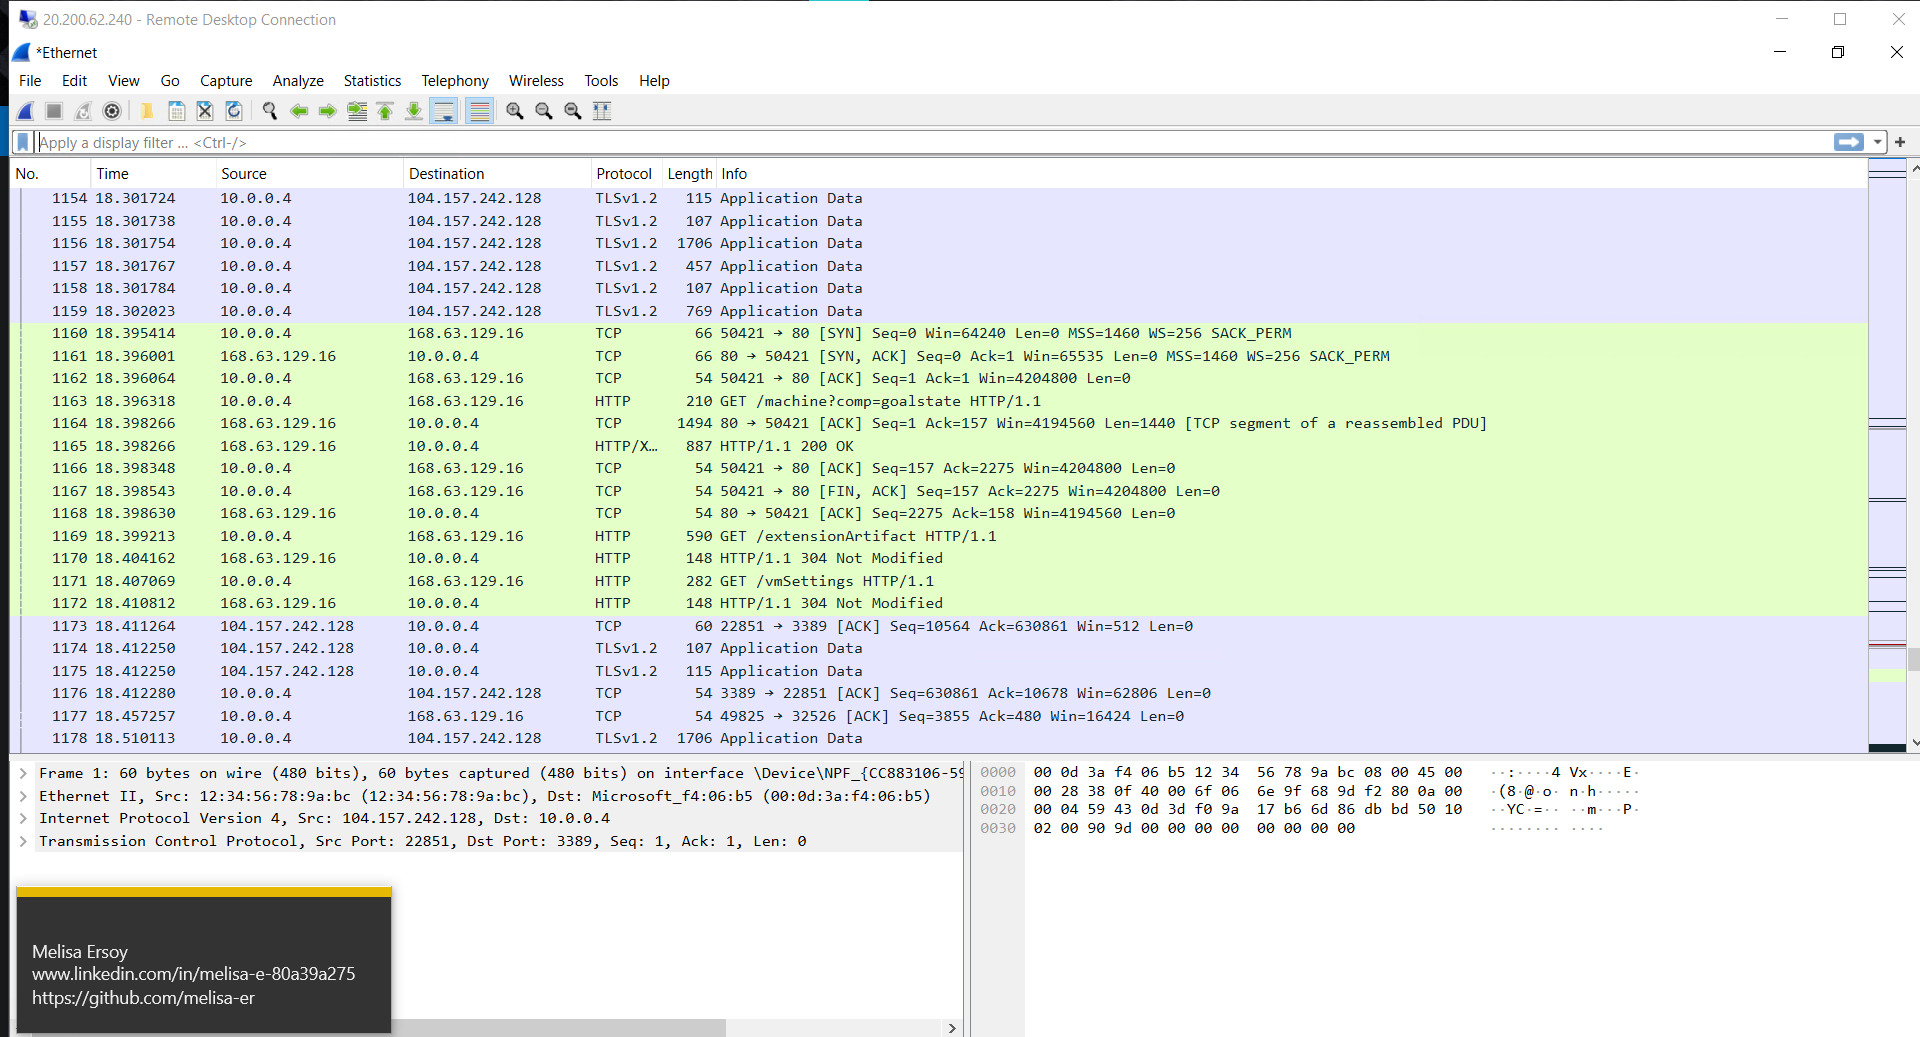 20.200.62.240 - Remote Desktop Connection
*Ethernet
File Edit View Go Capture Analyze Statistics Telephony Wireless Tools Help
Apply a display filter ... <Ctrl-/>
No. Time Source Destination Protocol Length Info
1154 18.301724 10.0.0.4 104.157.242.128 TLSv1.2 115 Application Data
1155 18.301738 10.0.0.4 104.157.242.128 TLSv1.2 107 Application Data
1156 18.301754 10.0.0.4 104.157.242.128 TLSv1.2 1706 Application Data
1157 18.301767 10.0.0.4 104.157.242.128 TLSv1.2 457 Application Data
1158 18.301784 10.0.0.4 104.157.242.128 TLSv1.2 107 Application Data
1159 18.302023 10.0.0.4 104.157.242.128 TLSv1.2 769 Application Data
1160 18.395414 10.0.0.4 168.63.129.16 TCP 66 50421 → 80 [SYN] Seq=0 Win=64240 Len=0 MSS=1460 WS=256 SACK_PERM
1161 18.396001 168.63.129.16 10.0.0.4 TCP 66 80 → 50421 [SYN, ACK] Seq=0 Ack=1 Win=65535 Len=0 MSS=1460 WS=256 SACK_PERM
1162 18.396064 10.0.0.4 168.63.129.16 TCP 54 50421 → 80 [ACK] Seq=1 Ack=1 Win=4204800 Len=0
1163 18.396318 10.0.0.4 168.63.129.16 HTTP 210 GET /machine?comp=goalstate HTTP/1.1
1164 18.398266 168.63.129.16 10.0.0.4 TCP 1494 80 → 50421 [ACK] Seq=1 Ack=157 Win=4194560 Len=1440 [TCP segment of a reassembled PDU]
1165 18.398266 168.63.129.16 10.0.0.4 HTTP/X… 887 HTTP/1.1 200 OK
1166 18.398348 10.0.0.4 168.63.129.16 TCP 54 50421 → 80 [ACK] Seq=157 Ack=2275 Win=4204800 Len=0
1167 18.398543 10.0.0.4 168.63.129.16 TCP 54 50421 → 80 [FIN, ACK] Seq=157 Ack=2275 Win=4204800 Len=0
1168 18.398630 168.63.129.16 10.0.0.4 TCP 54 80 → 50421 [ACK] Seq=2275 Ack=158 Win=4194560 Len=0
1169 18.399213 10.0.0.4 168.63.129.16 HTTP 590 GET /extensionArtifact HTTP/1.1
1170 18.404162 168.63.129.16 10.0.0.4 HTTP 148 HTTP/1.1 304 Not Modified
1171 18.407069 10.0.0.4 168.63.129.16 HTTP 282 GET /vmSettings HTTP/1.1
1172 18.410812 168.63.129.16 10.0.0.4 HTTP 148 HTTP/1.1 304 Not Modified
1173 18.411264 104.157.242.128 10.0.0.4 TCP 60 22851 → 3389 [ACK] Seq=10564 Ack=630861 Win=512 Len=0
1174 18.412250 104.157.242.128 10.0.0.4 TLSv1.2 107 Application Data
1175 18.412250 104.157.242.128 10.0.0.4 TLSv1.2 115 Application Data
1176 18.412280 10.0.0.4 104.157.242.128 TCP 54 3389 → 22851 [ACK] Seq=630861 Ack=10678 Win=62806 Len=0
1177 18.457257 10.0.0.4 168.63.129.16 TCP 54 49825 → 32526 [ACK] Seq=3855 Ack=480 Win=16424 Len=0
1178 18.510113 10.0.0.4 104.157.242.128 TLSv1.2 1706 Application Data
Frame 1: 60 bytes on wire (480 bits), 60 bytes captured (480 bits) on interface \Device\NPF_{CC883106-59
Ethernet II, Src: 12:34:56:78:9a:bc (12:34:56:78:9a:bc), Dst: Microsoft_f4:06:b5 (00:0d:3a:f4:06:b5)
Internet Protocol Version 4, Src: 104.157.242.128, Dst: 10.0.0.4
Transmission Control Protocol, Src Port: 22851, Dst Port: 3389, Seq: 1, Ack: 1, Len: 0
0000 00 0d 3a f4 06 b5 12 34 56 78 9a bc 08 00 45 00 ··:····4 Vx····E·
0010 00 28 38 0f 40 00 6f 06 6e 9f 68 9d f2 80 0a 00 ·(8·@·o· n·h·····
0020 00 04 59 43 0d 3d f0 9a 17 b6 6d 86 db bd 50 10 ··YC·=·· ··m···P·
0030 02 00 90 9d 00 00 00 00 00 00 00 00 ········ ····
Melisa Ersoy
www.linkedin.com/in/melisa-e-80a39a275
https://github.com/melisa-er